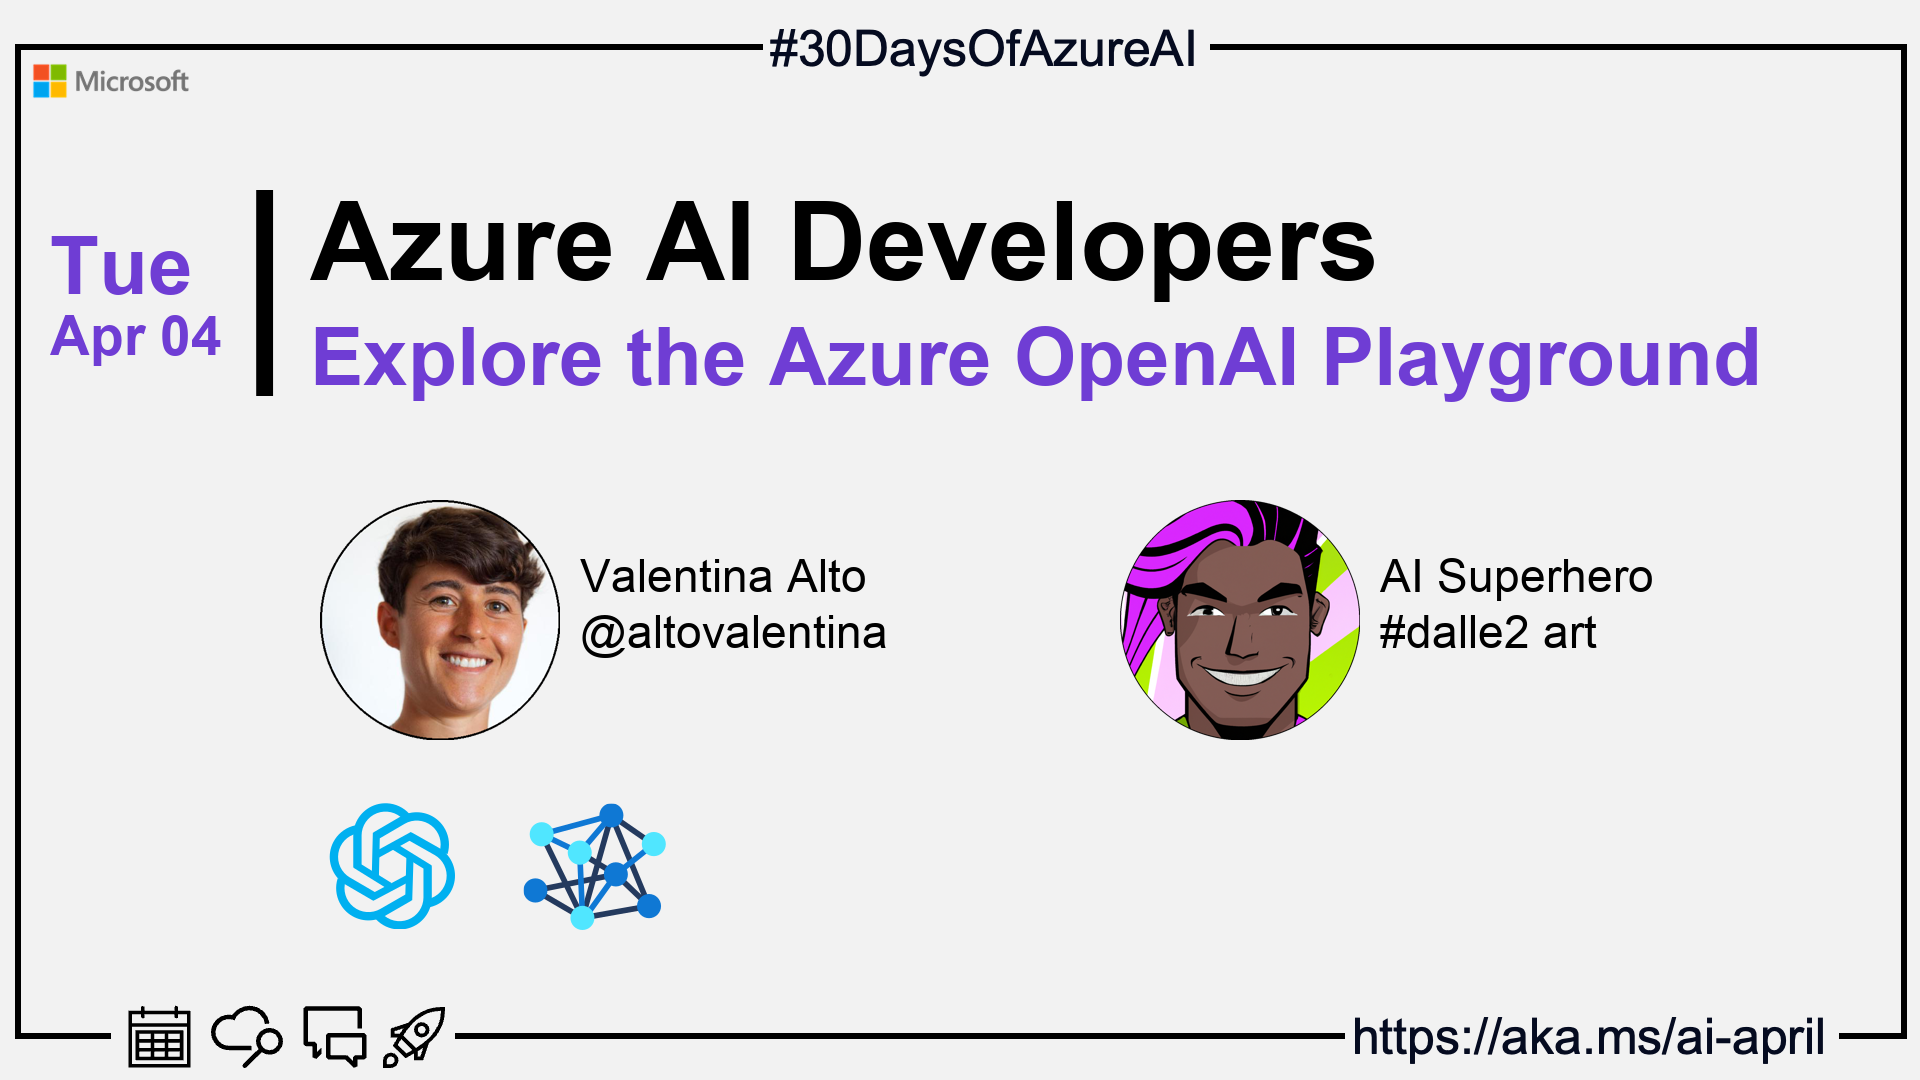 #30DaysOfAzureAI
Microsoft
Tue
Apr 04
Azure AI Developers
Explore the Azure OpenAI Playground
Valentina Alto
@altovalentina
AI Superhero
#dalle2 art
https://aka.ms/ai-april